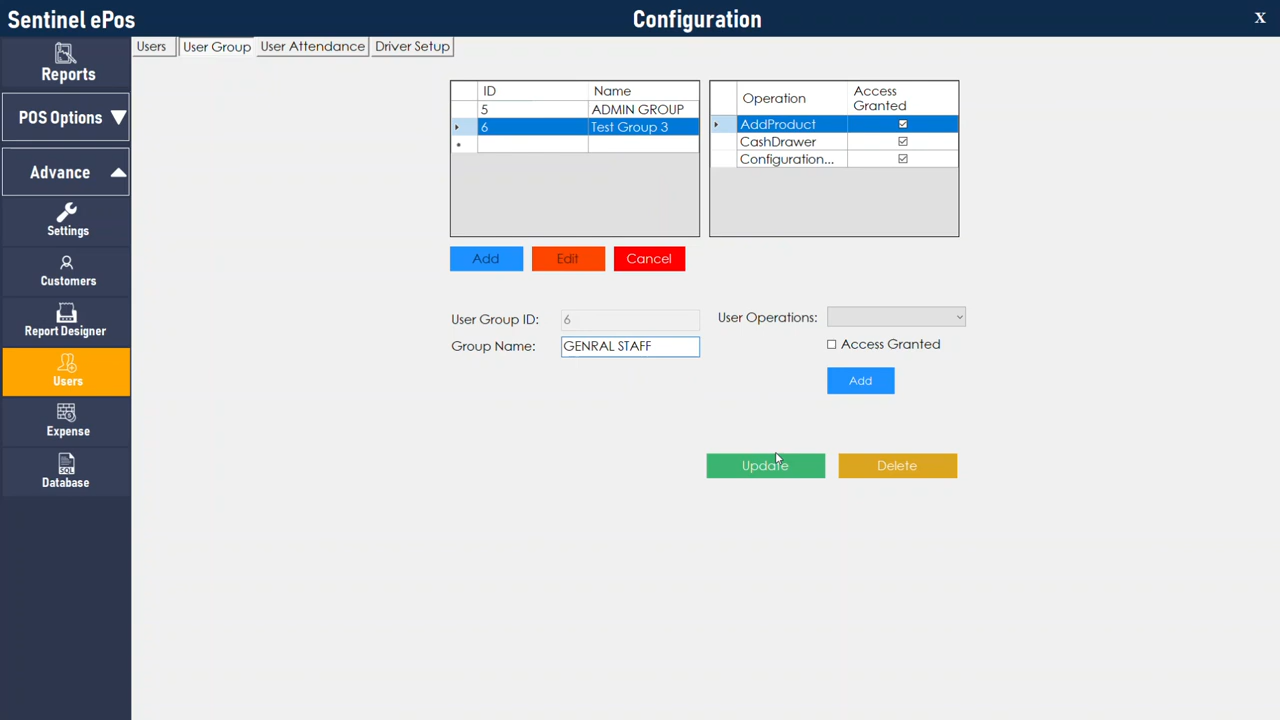 Sentinel ePos
Configuration
X
Reports
POS Options
Advance
Settings
Customers
Report Designer
Users
Expense
SQL
Database
Users
User Group
User Attendance
Driver Setup
ID Name
5 ADMIN GROUP
6 Test Group 3
Operation Access Granted
AddProduct
CashDrawer
Configuration...
Add
Edit
Cancel
User Group ID: 6
Group Name: GENRAL STAFF
User Operations:
Access Granted
Add
Update
Delete